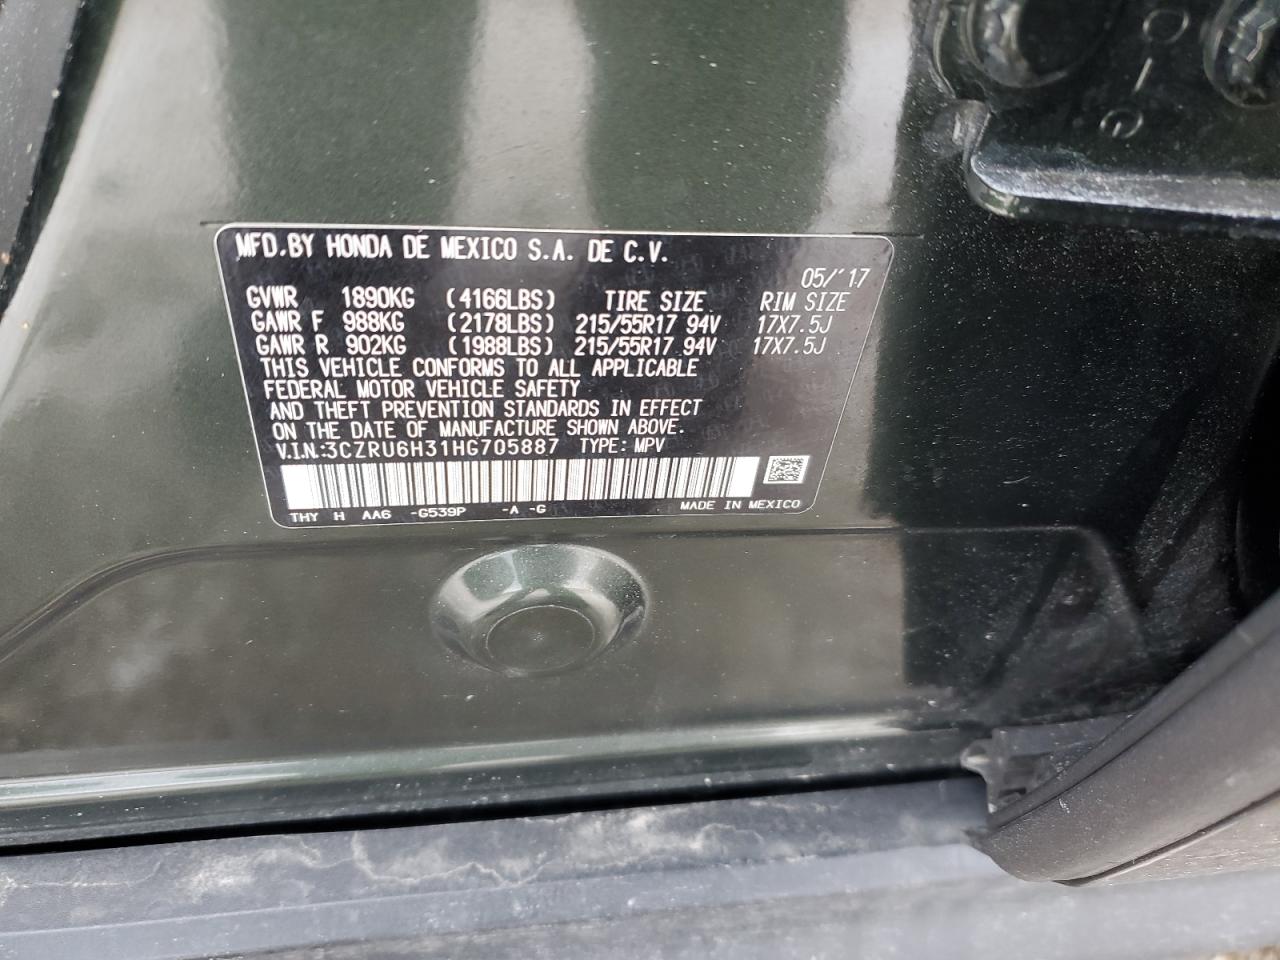 MFD.BY HONDA DE MEXICO S.A. DE C.V.
05/'17
GVWR 1890KG (4166LBS) TIRE SIZE RIM SIZE
GAWR F 988KG (2178LBS) 215/55R17 94V 17X7.5J
GAWR R 902KG (1988LBS) 215/55R17 94V 17X7.5J
THIS VEHICLE CONFORMS TO ALL APPLICABLE
FEDERAL MOTOR VEHICLE SAFETY
AND THEFT PREVENTION STANDARDS IN EFFECT
ON THE DATE OF MANUFACTURE SHOWN ABOVE.
V.I.N.:3CZRU6H31HG705887 TYPE: MPV
THY H AA6 -G539P -A -G MADE IN MEXICO